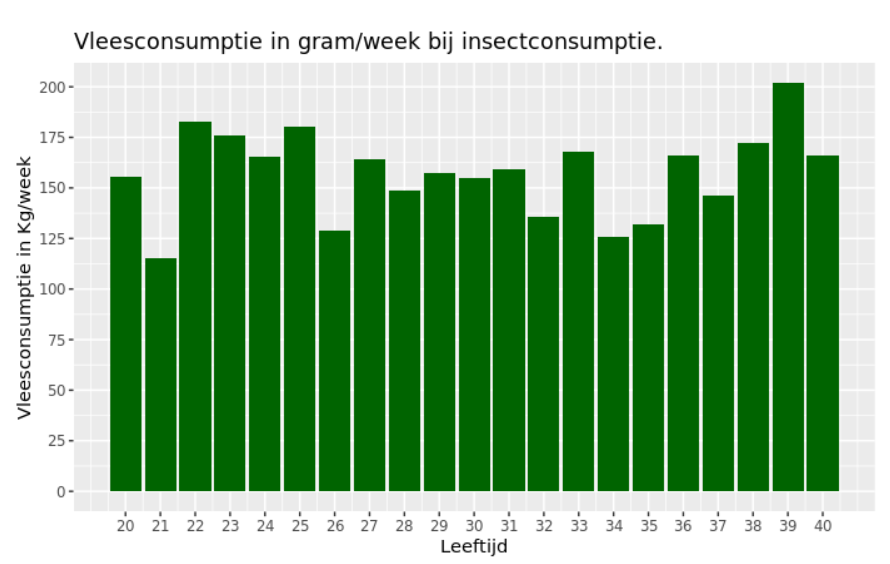 Vleesconsumptie in gram/week bij insectconsumptie.
Vleesconsumptie in Kg/week
200
175
150
125
100
75
50
25
0
20 21 22 23 24 25 26 27 28 29 30 31 32 33 34 35 36 37 38 39 40
Leeftijd